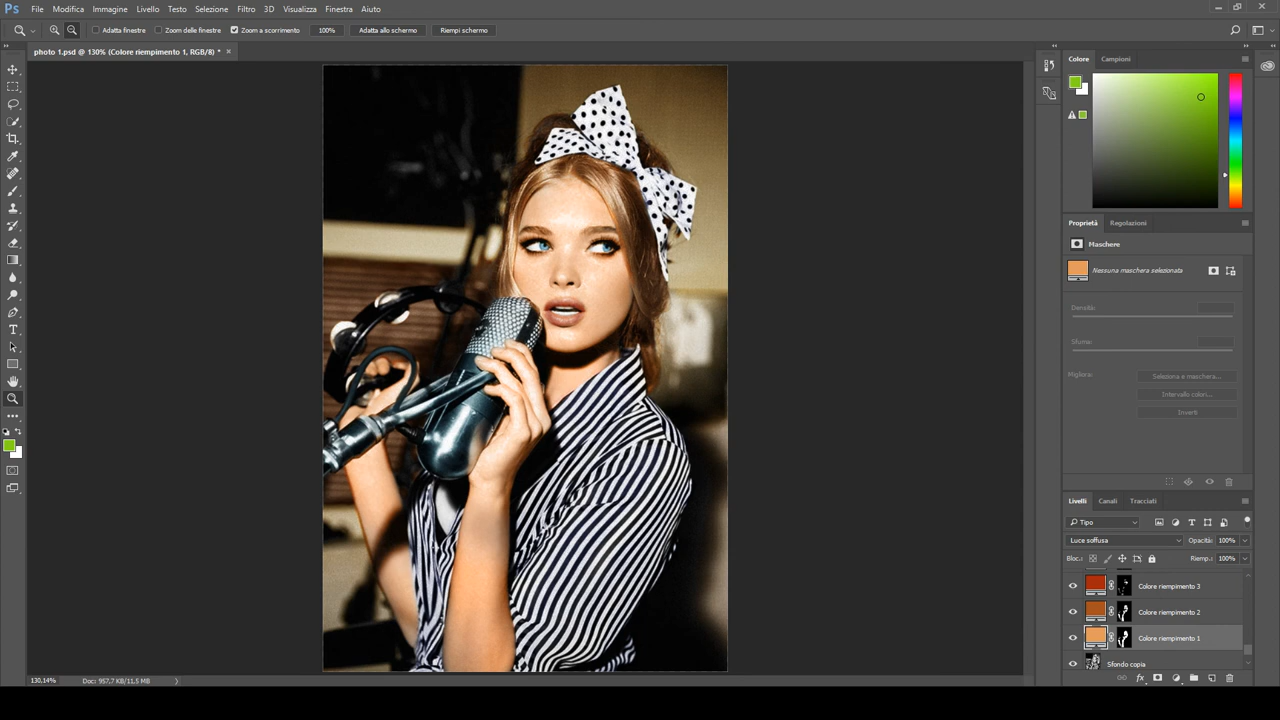 Ps File Modifica Immagine Livello Testo Selezione Filtro 3D Visualizza Finestra Aiuto
Adatta finestre Zoom delle finestre Zoom a scorrimento 100% Adatta allo schermo Riempi schermo
photo 1.psd @ 130% (Colore riempimento 1, RGB/8) * ×
Colore Campioni
Proprietà Regolazioni
Maschere
Nessuna maschera selezionata
Densità:
Sfuma:
Migliora: Seleziona e maschera...
Intervallo colori...
Inverti
Livelli Canali Tracciati
Tipo
Luce soffusa Opacità: 100%
Bloc.: Riemp.: 100%
Colore riempimento 3
Colore riempimento 2
Colore riempimento 1
Sfondo copia
fx
130,14% Doc: 957,7 KB/11,5 MB